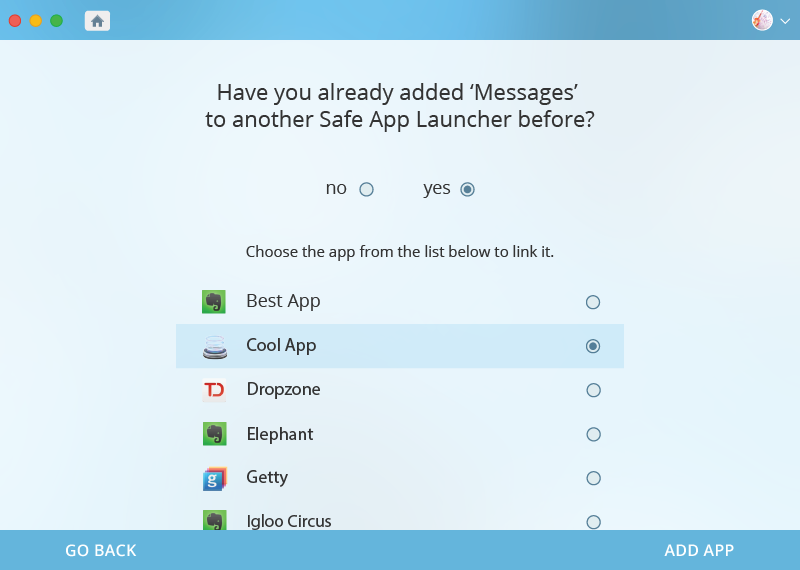 Have you already added ‘Messages’
to another Safe App Launcher before?
no yes
Choose the app from the list below to link it.
Best App
Cool App
TD Dropzone
Elephant
g Getty
Igloo Circus
GO BACK ADD APP